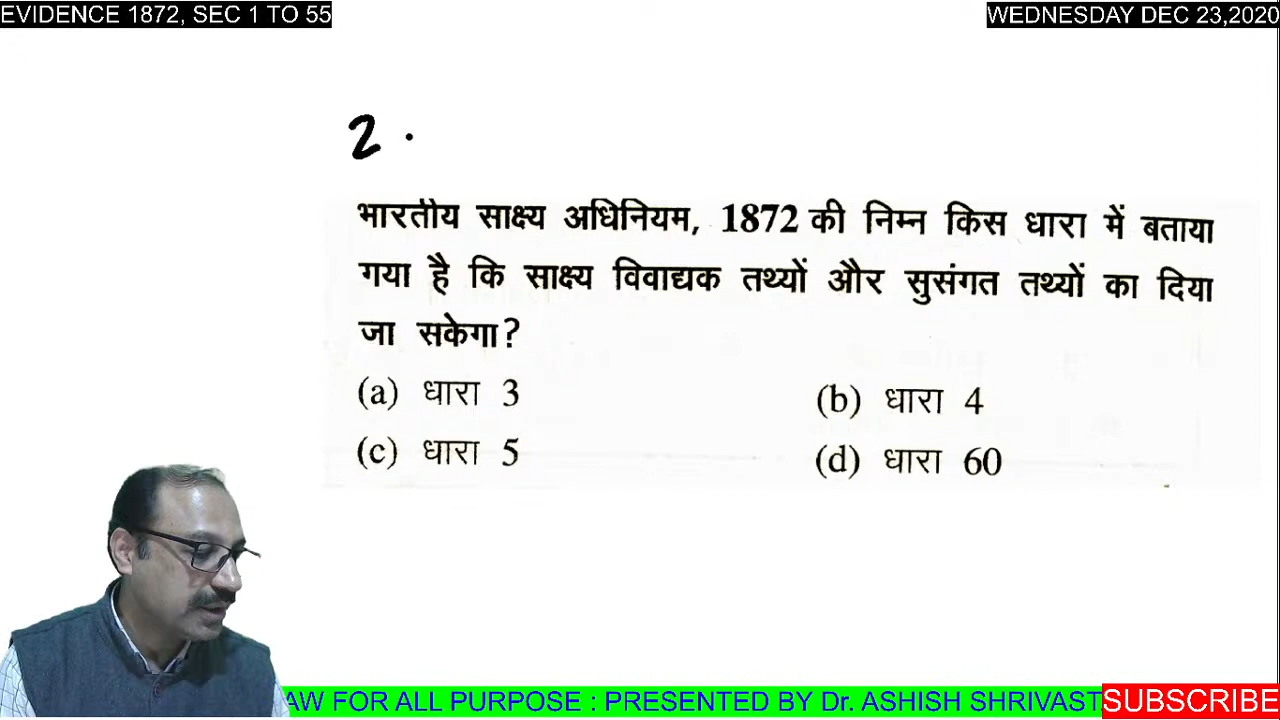 EVIDENCE 1872, SEC 1 TO 55
WEDNESDAY DEC 23,2020
2.
भारतीय साक्ष्य अधिनियम, 1872 की निम्न किस धारा में बताया
गया है कि साक्ष्य विवाद्यक तथ्यों और सुसंगत तथ्यों का दिया
जा सकेगा?
(a) धारा 3
(b) धारा 4
(c) धारा 5
(d) धारा 60
AW FOR ALL PURPOSE : PRESENTED BY Dr. ASHISH SHRIVAST
SUBSCRIBE